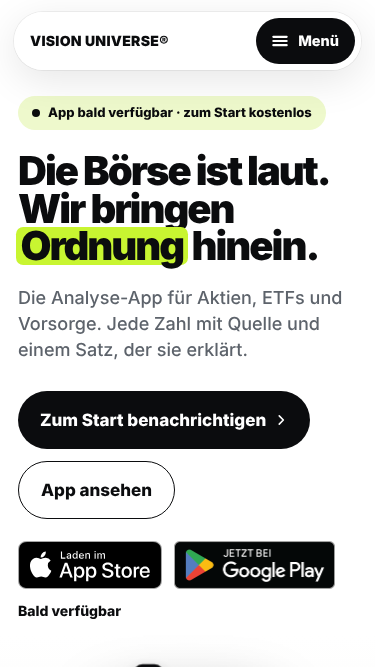 VISION UNIVERSE®
Menü
App bald verfügbar · zum Start kostenlos
Die Börse ist laut.
Wir bringen
Ordnung hinein.
Die Analyse-App für Aktien, ETFs und
Vorsorge. Jede Zahl mit Quelle und
einem Satz, der sie erklärt.
Zum Start benachrichtigen
App ansehen
Laden im
App Store
JETZT BEI
Google Play
Bald verfügbar